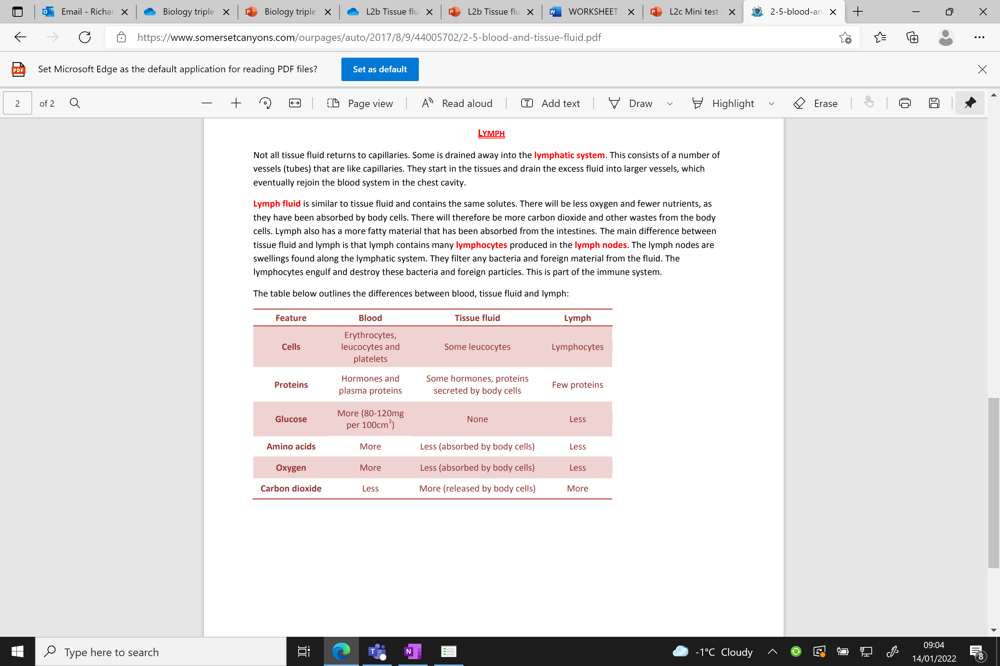 Email - Richar
Biology triple
Biology triple
L2b Tissue flu
L2b Tissue flu
WORKSHEET
L2c Mini test
2-5-blood-an
https://www.somersetcanyons.com/ourpages/auto/2017/8/9/44005702/2-5-blood-and-tissue-fluid.pdf
PDF
Set Microsoft Edge as the default application for reading PDF files?
Set as default
2
of 2
Page view
Read aloud
Add text
Draw
Highlight
Erase
LYMPH
Not all tissue fluid returns to capillaries. Some is drained away into the lymphatic system. This consists of a number of
vessels (tubes) that are like capillaries. They start in the tissues and drain the excess fluid into larger vessels, which
eventually rejoin the blood system in the chest cavity.
Lymph fluid is similar to tissue fluid and contains the same solutes. There will be less oxygen and fewer nutrients, as
they have been absorbed by body cells. There will therefore be more carbon dioxide and other wastes from the body
cells. Lymph also has a more fatty material that has been absorbed from the intestines. The main difference between
tissue fluid and lymph is that lymph contains many lymphocytes produced in the lymph nodes. The lymph nodes are
swellings found along the lymphatic system. They filter any bacteria and foreign material from the fluid. The
lymphocytes engulf and destroy these bacteria and foreign particles. This is part of the immune system.
The table below outlines the differences between blood, tissue fluid and lymph:
Feature Blood Tissue fluid Lymph
Erythrocytes,
Cells leucocytes and Some leucocytes Lymphocytes
platelets
Hormones and Some hormones, proteins
Proteins Few proteins
plasma proteins secreted by body cells
More (80-120mg
Glucose None Less
per 100cm³)
Amino acids More Less (absorbed by body cells) Less
Oxygen More Less (absorbed by body cells) Less
Carbon dioxide Less More (released by body cells) More
Type here to search
-1°C Cloudy
09:04
14/01/2022
8